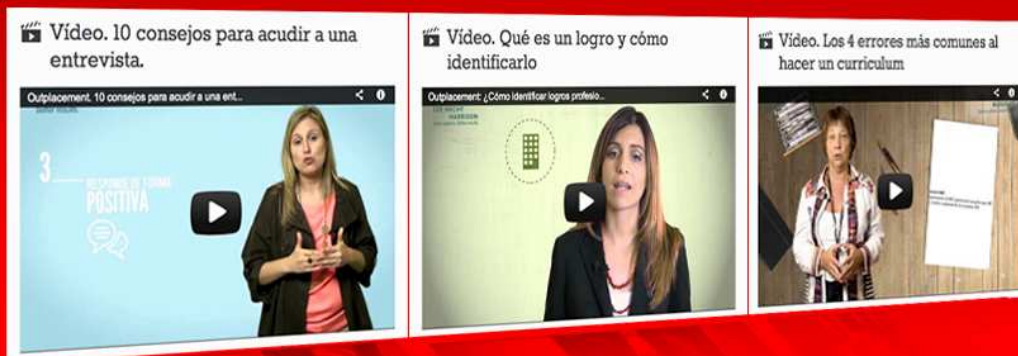 Vídeo. 10 consejos para acudir a una
entrevista.
Outplacement. 10 consejos para acudir a una ent...
3
RESPONDE DE FORMA
POSITIVA
Vídeo. Qué es un logro y cómo
identificarlo
Outplacement: ¿Cómo identificar logros profesio...
LEE HECHT
HARRISON
Vídeo. Los 4 errores más comunes al
hacer un curriculum